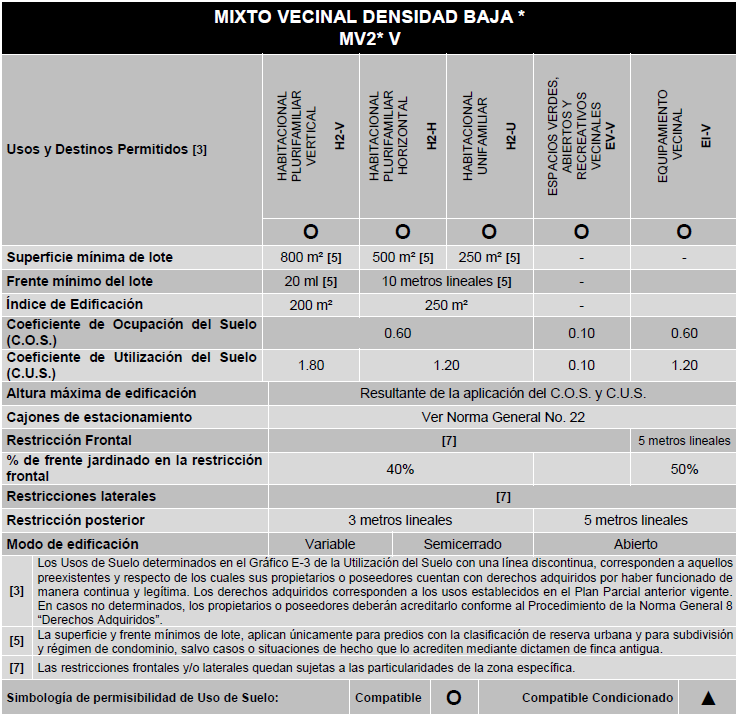 MIXTO VECINAL DENSIDAD BAJA *
MV2* V
Usos y Destinos Permitidos [3]
HABITACIONAL
PLURIFAMILIAR
VERTICAL
H2-V
HABITACIONAL
PLURIFAMILIAR
HORIZONTAL
H2-H
HABITACIONAL
UNIFAMILIAR
H2-U
ESPACIOS VERDES,
ABIERTOS Y
RECREATIVOS
VECINALES
EV-V
EQUIPAMIENTO
VECINAL
EI-V
O O O O O
Superficie mínima de lote 800 m² [5] 500 m² [5] 250 m² [5] - -
Frente mínimo del lote 20 ml [5] 10 metros lineales [5] -
Índice de Edificación 200 m² 250 m² -
Coeficiente de Ocupación del Suelo
(C.O.S.) 0.60 0.10 0.60
Coeficiente de Utilización del Suelo
(C.U.S.) 1.80 1.20 0.10 1.20
Altura máxima de edificación Resultante de la aplicación del C.O.S. y C.U.S.
Cajones de estacionamiento Ver Norma General No. 22
Restricción Frontal [7] 5 metros lineales
% de frente jardinado en la restricción
frontal 40% 50%
Restricciones laterales [7]
Restricción posterior 3 metros lineales 5 metros lineales
Modo de edificación Variable Semicerrado Abierto
[3] Los Usos de Suelo determinados en el Gráfico E-3 de la Utilización del Suelo con una línea discontinua, corresponden a aquellos
preexistentes y respecto de los cuales sus propietarios o poseedores cuentan con derechos adquiridos por haber funcionado de
manera continua y legítima. Los derechos adquiridos corresponden a los usos establecidos en el Plan Parcial anterior vigente.
En casos no determinados, los propietarios o poseedores deberán acreditarlo conforme al Procedimiento de la Norma General 8
“Derechos Adquiridos”.
[5] La superficie y frente mínimos de lote, aplican únicamente para predios con la clasificación de reserva urbana y para subdivisión
y régimen de condominio, salvo casos o situaciones de hecho que lo acrediten mediante dictamen de finca antigua.
[7] Las restricciones frontales y/o laterales quedan sujetas a las particularidades de la zona específica.
Simbología de permisibilidad de Uso de Suelo: Compatible O Compatible Condicionado ▲